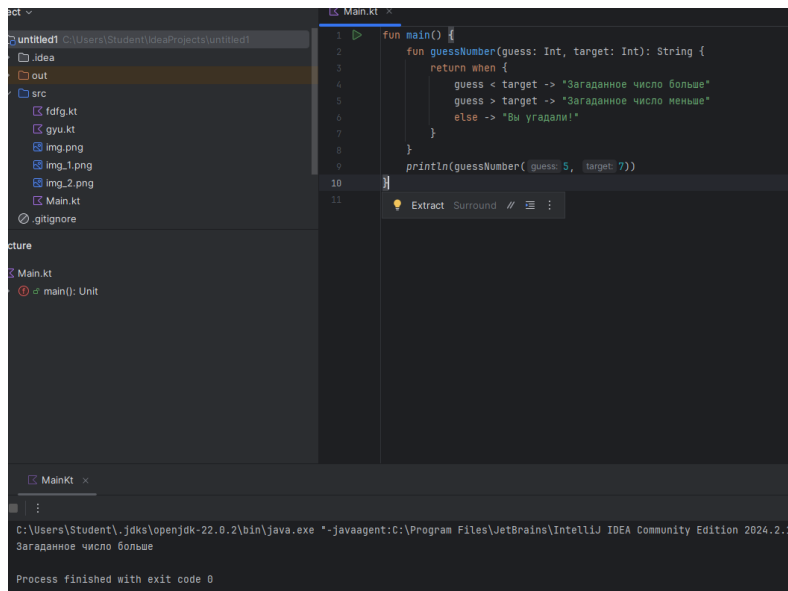 ect
Main.kt
untitled1 C:\Users\Student\IdeaProjects\untitled1
.idea
out
src
fdfg.kt
gyu.kt
img.png
img_1.png
img_2.png
Main.kt
.gitignore
cture
Main.kt
main(): Unit
1 fun main() {
2 fun guessNumber(guess: Int, target: Int): String {
3 return when {
4 guess < target -> "Загаданное число больше"
5 guess > target -> "Загаданное число меньше"
6 else -> "Вы угадали!"
7 }
8 }
9 println(guessNumber( guess: 5, target: 7))
10 }
11
Extract Surround //
MainKt
C:\Users\Student\.jdks\openjdk-22.0.2\bin\java.exe "-javaagent:C:\Program Files\JetBrains\IntelliJ IDEA Community Edition 2024.2.
Загаданное число больше
Process finished with exit code 0